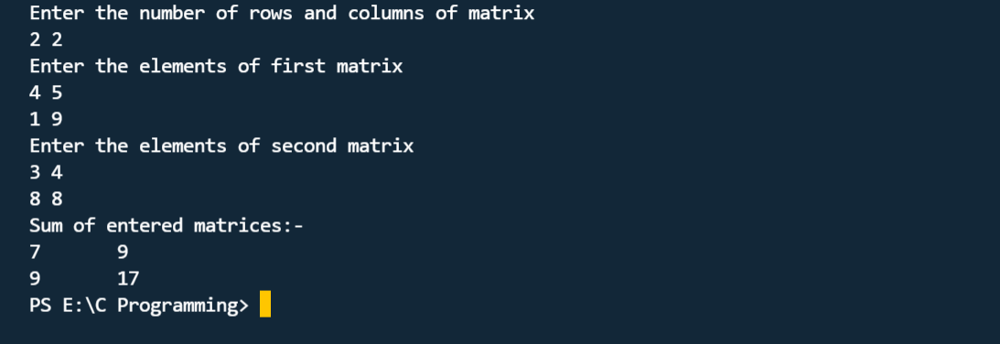 Enter the number of rows and columns of matrix
2 2
Enter the elements of first matrix
4 5
1 9
Enter the elements of second matrix
3 4
8 8
Sum of entered matrices:-
7       9
9       17
PS E:\C Programming>